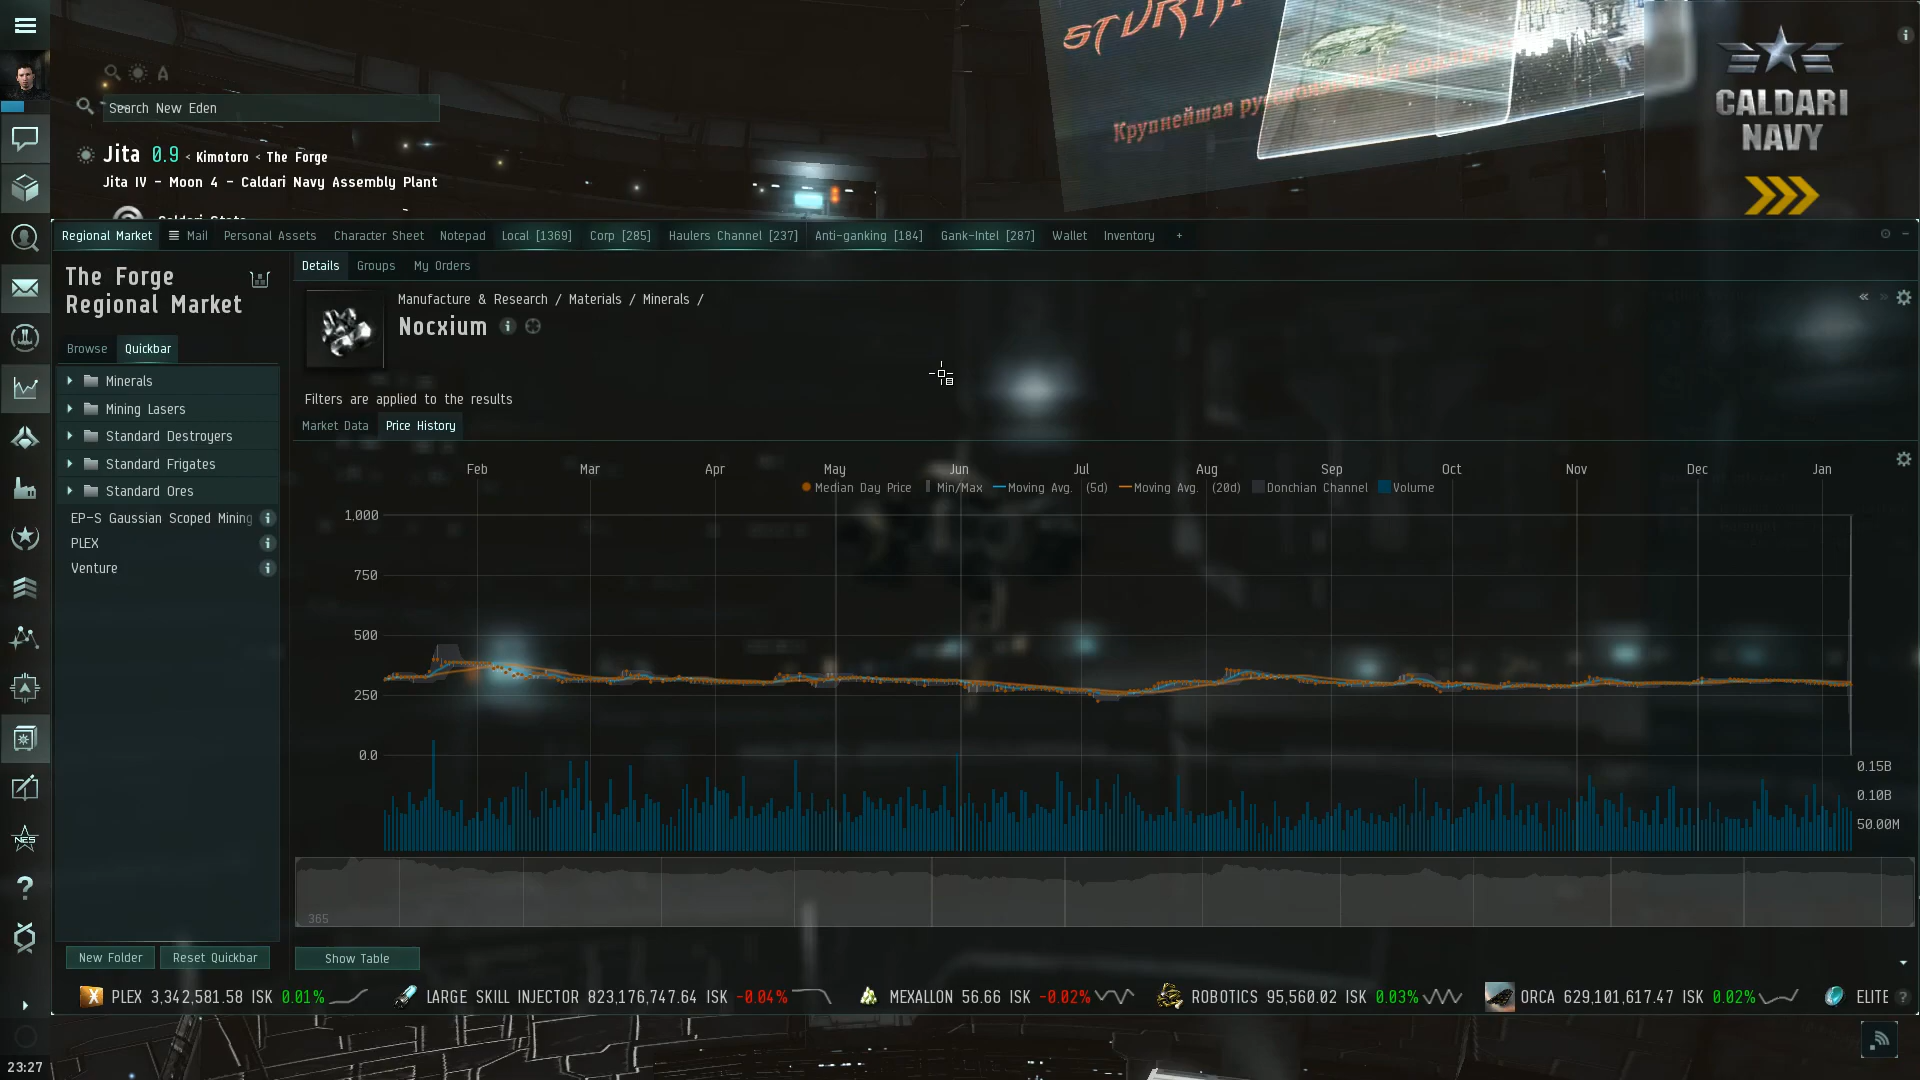 STURM
Крупнейшая
CALDARI
NAVY
Search New Eden
Jita 0.9 < Kimotoro < The Forge
Jita IV - Moon 4 - Caldari Navy Assembly Plant
Caldari State
Regional Market Mail Personal Assets Character Sheet Notepad Local [1369] Corp [285] Haulers Channel [237] Anti-ganking [184] Gank-Intel [287] Wallet Inventory +
The Forge
Regional Market
Browse Quickbar
Minerals
Mining Lasers
Standard Destroyers
Standard Frigates
Standard Ores
EP-S Gaussian Scoped Mining
PLEX
Venture
New Folder Reset Quickbar
Details Groups My Orders
Manufacture & Research / Materials / Minerals /
Nocxium
Filters are applied to the results
Market Data Price History
Feb Mar Apr May Jun Jul Aug Sep Oct Nov Dec Jan
Median Day Price Min/Max Moving Avg. (5d) Moving Avg. (20d) Donchian Channel Volume
1,000
750
500
250
0.0
0.15B
0.10B
50.00M
365
Show Table
PLEX 3,342,581.58 ISK 0.01% LARGE SKILL INJECTOR 823,176,747.64 ISK -0.04% MEXALLON 56.66 ISK -0.02% ROBOTICS 95,560.02 ISK 0.03% ORCA 629,101,617.47 ISK 0.02% ELITE
NES
23:27